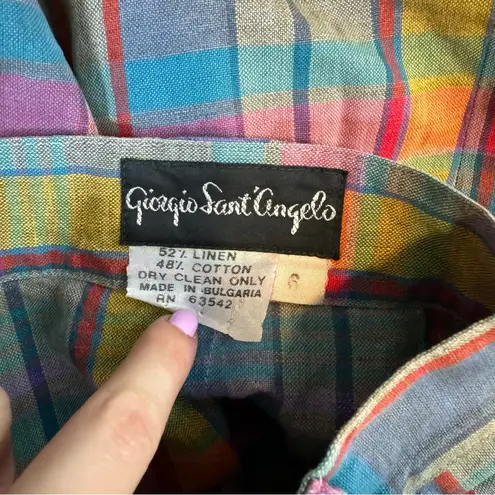 Giorgio Sant'Angelo
52% LINEN
48% COTTON
DRY CLEAN ONLY
MADE IN BULGARIA
RN 63542
6